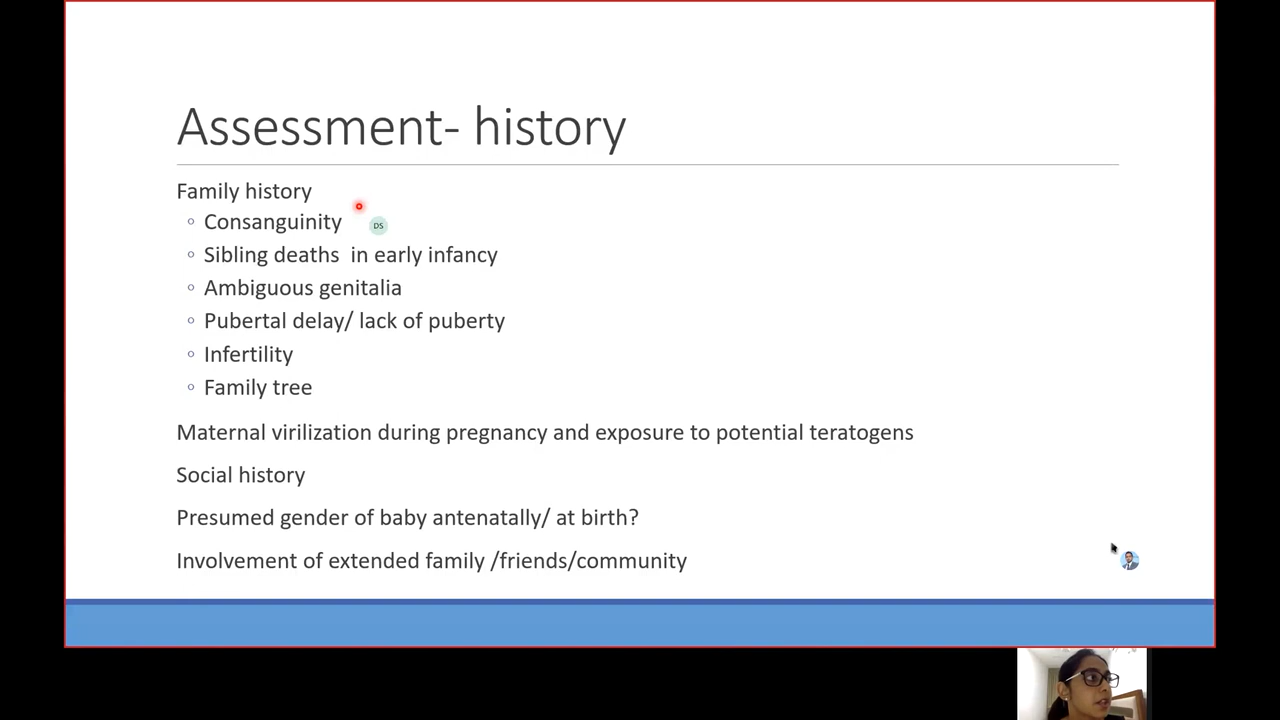 Assessment- history
Family history
Consanguinity
DS
Sibling deaths  in early infancy
Ambiguous genitalia
Pubertal delay/ lack of puberty
Infertility
Family tree
Maternal virilization during pregnancy and exposure to potential teratogens
Social history
Presumed gender of baby antenatally/ at birth?
Involvement of extended family /friends/community